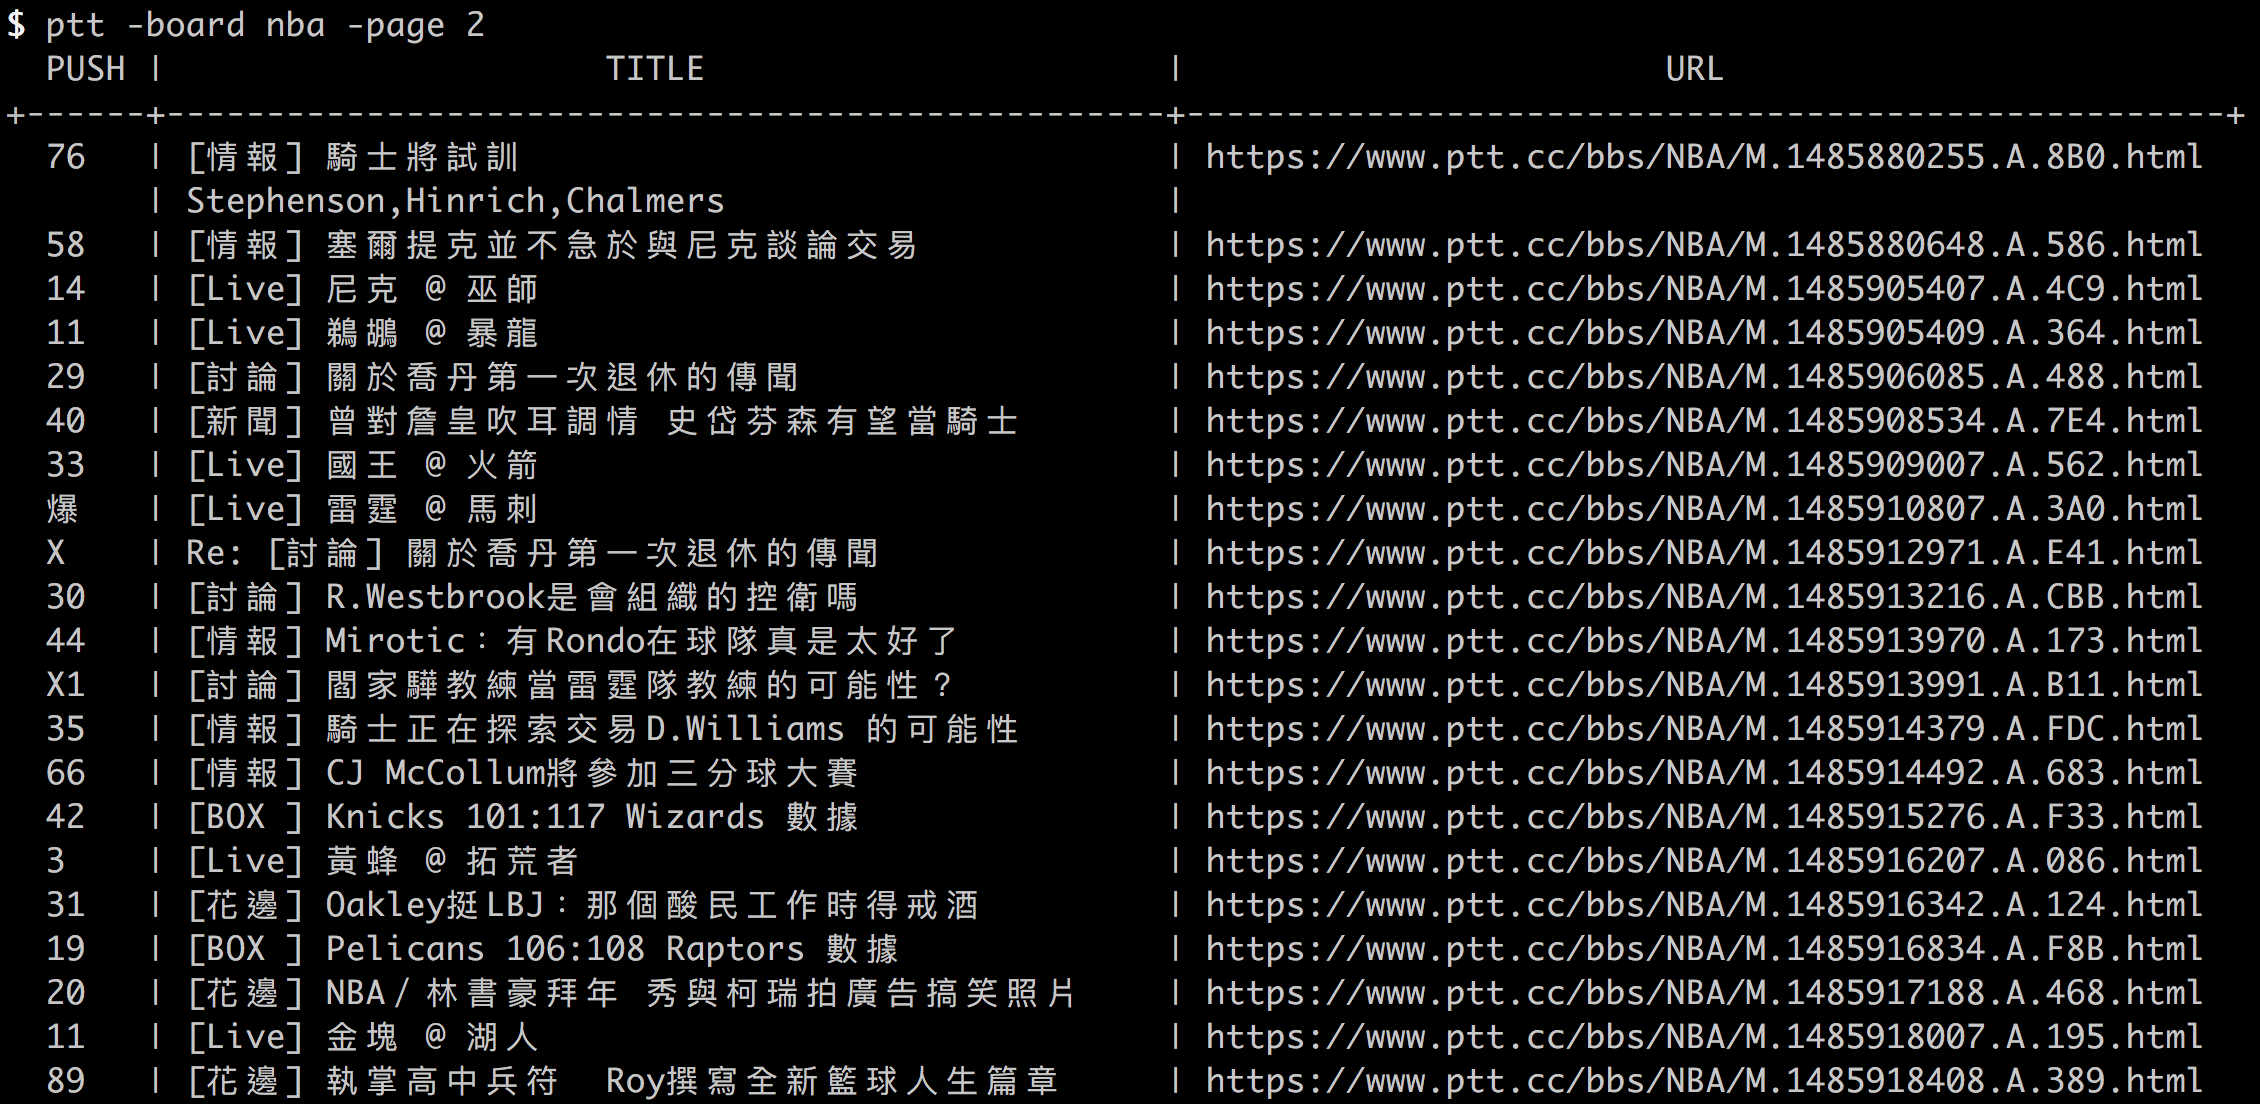 $ ptt -board nba -page 2
PUSH | TITLE | URL
+------+--------------------------------------------------+----------------------------------------------------+
76 | [情報] 騎士將試訓 | https://www.ptt.cc/bbs/NBA/M.1485880255.A.8B0.html
| Stephenson,Hinrich,Chalmers |
58 | [情報] 塞爾提克並不急於與尼克談論交易 | https://www.ptt.cc/bbs/NBA/M.1485880648.A.586.html
14 | [Live] 尼克 @ 巫師 | https://www.ptt.cc/bbs/NBA/M.1485905407.A.4C9.html
11 | [Live] 鵜鶘 @ 暴龍 | https://www.ptt.cc/bbs/NBA/M.1485905409.A.364.html
29 | [討論] 關於喬丹第一次退休的傳聞 | https://www.ptt.cc/bbs/NBA/M.1485906085.A.488.html
40 | [新聞] 曾對詹皇吹耳調情 史岱芬森有望當騎士 | https://www.ptt.cc/bbs/NBA/M.1485908534.A.7E4.html
33 | [Live] 國王 @ 火箭 | https://www.ptt.cc/bbs/NBA/M.1485909007.A.562.html
爆 | [Live] 雷霆 @ 馬刺 | https://www.ptt.cc/bbs/NBA/M.1485910807.A.3A0.html
X | Re: [討論] 關於喬丹第一次退休的傳聞 | https://www.ptt.cc/bbs/NBA/M.1485912971.A.E41.html
30 | [討論] R.Westbrook是會組織的控衛嗎 | https://www.ptt.cc/bbs/NBA/M.1485913216.A.CBB.html
44 | [情報] Mirotic：有Rondo在球隊真是太好了 | https://www.ptt.cc/bbs/NBA/M.1485913970.A.173.html
X1 | [討論] 閻家驊教練當雷霆隊教練的可能性？ | https://www.ptt.cc/bbs/NBA/M.1485913991.A.B11.html
35 | [情報] 騎士正在探索交易D.Williams 的可能性 | https://www.ptt.cc/bbs/NBA/M.1485914379.A.FDC.html
66 | [情報] CJ McCollum將參加三分球大賽 | https://www.ptt.cc/bbs/NBA/M.1485914492.A.683.html
42 | [BOX ] Knicks 101:117 Wizards 數據 | https://www.ptt.cc/bbs/NBA/M.1485915276.A.F33.html
3 | [Live] 黃蜂 @ 拓荒者 | https://www.ptt.cc/bbs/NBA/M.1485916207.A.086.html
31 | [花邊] Oakley挺LBJ：那個酸民工作時得戒酒 | https://www.ptt.cc/bbs/NBA/M.1485916342.A.124.html
19 | [BOX ] Pelicans 106:108 Raptors 數據 | https://www.ptt.cc/bbs/NBA/M.1485916834.A.F8B.html
20 | [花邊] NBA／林書豪拜年 秀與柯瑞拍廣告搞笑照片 | https://www.ptt.cc/bbs/NBA/M.1485917188.A.468.html
11 | [Live] 金塊 @ 湖人 | https://www.ptt.cc/bbs/NBA/M.1485918007.A.195.html
89 | [花邊] 執掌高中兵符　Roy撰寫全新籃球人生篇章 | https://www.ptt.cc/bbs/NBA/M.1485918408.A.389.html